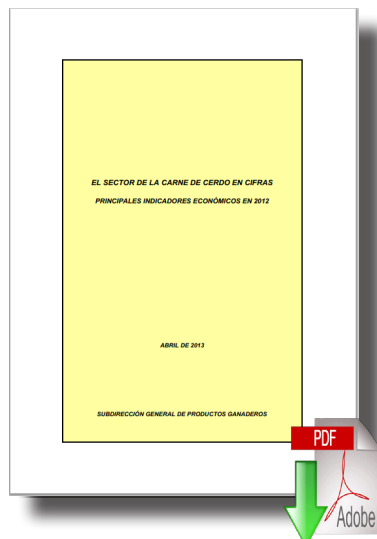 EL SECTOR DE LA CARNE DE CERDO EN CIFRAS
PRINCIPALES INDICADORES ECONÓMICOS EN 2012
ABRIL DE 2013
SUBDIRECCIÓN GENERAL DE PRODUCTOS GANADEROS
PDF
Adobe